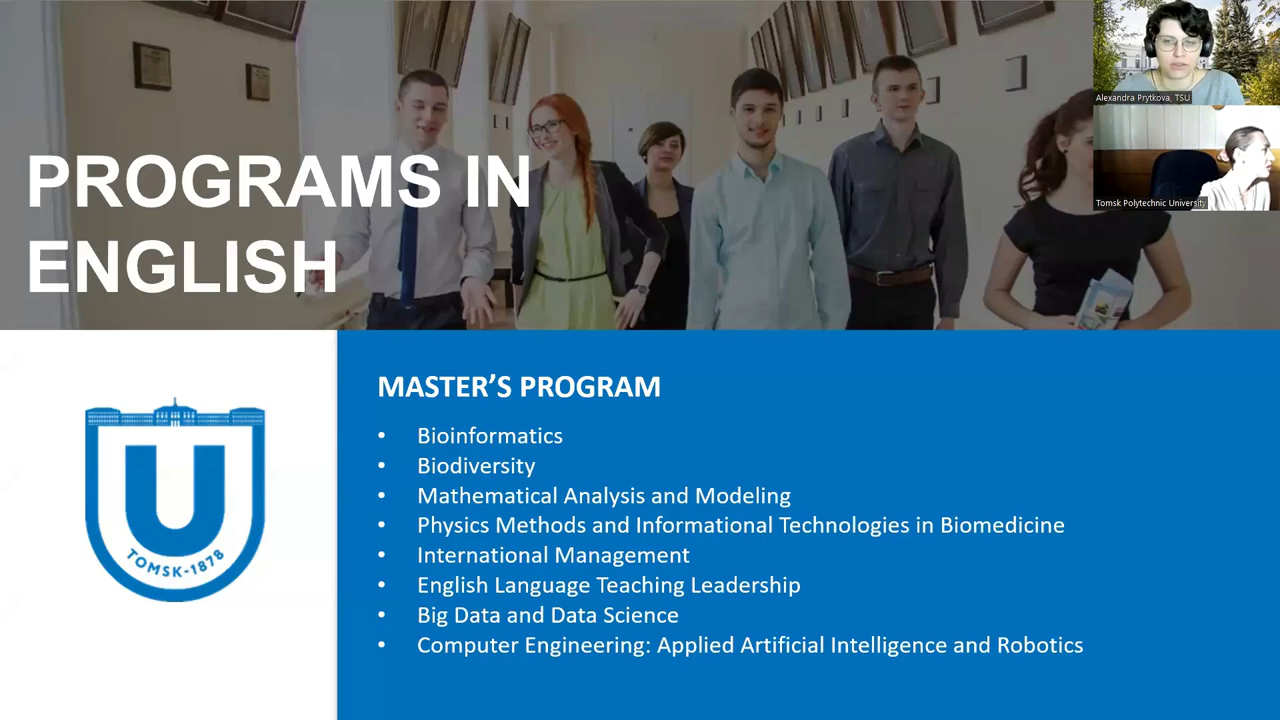 PROGRAMS IN
ENGLISH
Alexandra Prytkova, TSU
Tomsk Polytechnic University
U
TOMSK-1878
MASTER’S PROGRAM
• Bioinformatics
• Biodiversity
• Mathematical Analysis and Modeling
• Physics Methods and Informational Technologies in Biomedicine
• International Management
• English Language Teaching Leadership
• Big Data and Data Science
• Computer Engineering: Applied Artificial Intelligence and Robotics